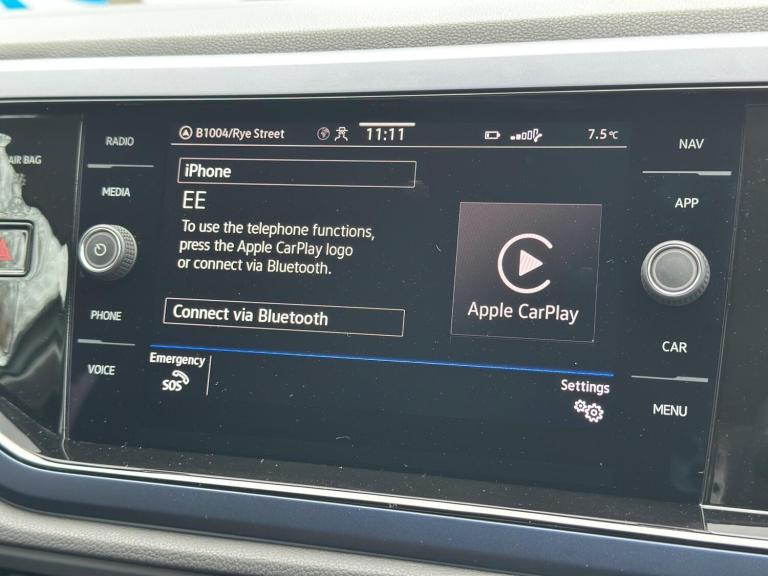 AIR BAG
RADIO
MEDIA
PHONE
VOICE
B1004/Rye Street
11:11
7.5°C
iPhone
EE
To use the telephone functions,
press the Apple CarPlay logo
or connect via Bluetooth.
Connect via Bluetooth
Apple CarPlay
Emergency
SOS
Settings
NAV
APP
CAR
MENU